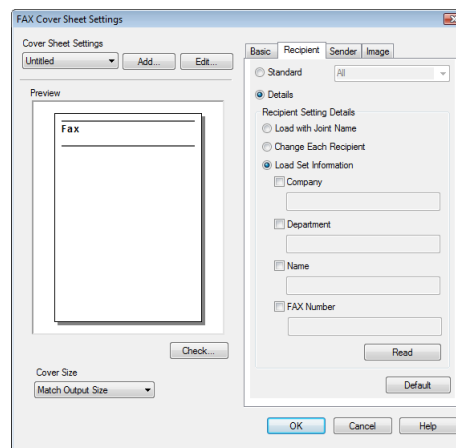 FAX Cover Sheet Settings
Cover Sheet Settings
Untitled
Add...
Edit...
Preview
Fax
Check...
Cover Size
Match Output Size
Basic
Recipient
Sender
Image
Standard
All
Details
Recipient Setting Details
Load with Joint Name
Change Each Recipient
Load Set Information
Company
Department
Name
FAX Number
Read
Default
OK
Cancel
Help